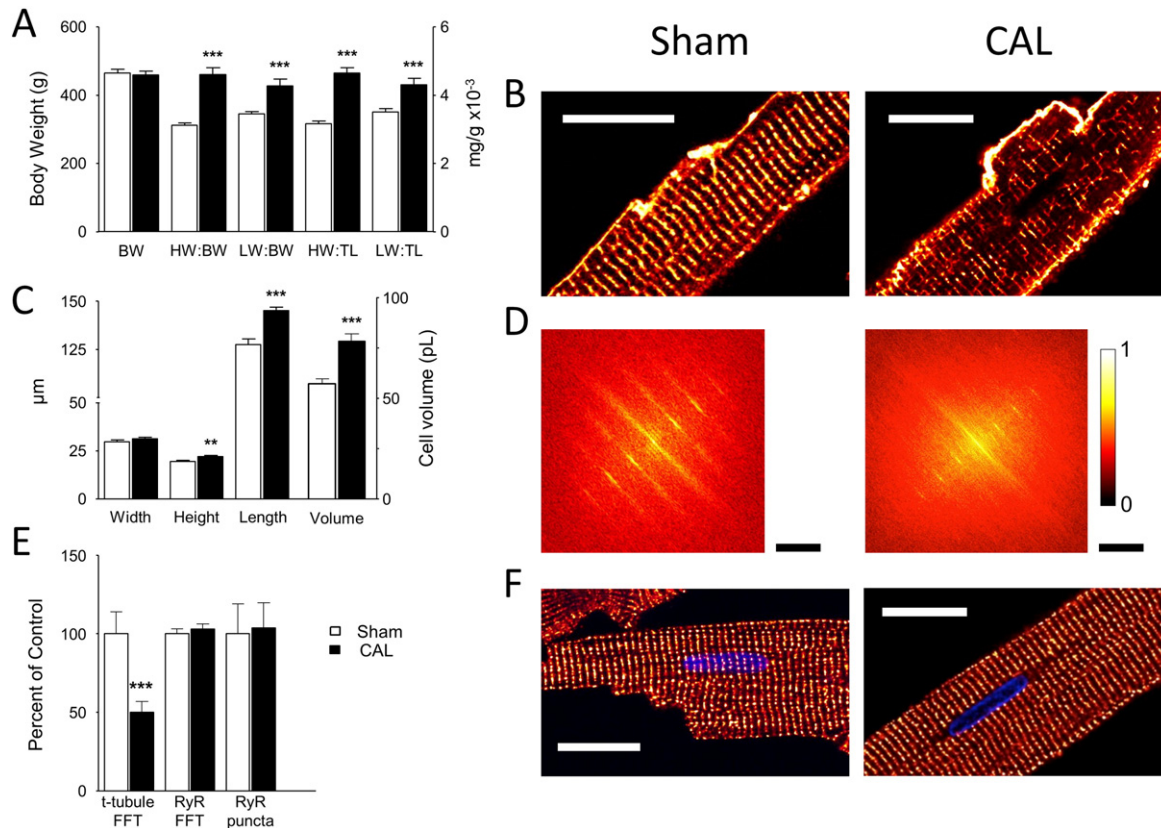 A
Body Weight (g)
600
400
200
0
6
4
2
0
mg/g x10-3
***
***
***
***
BW
HW:BW
LW:BW
HW:TL
LW:TL
Sham
CAL
B
C
µm
150
125
50
25
0
100
50
0
Cell volume (pL)
**
***
***
Width
Height
Length
Volume
D
1
0
E
Percent of Control
150
100
50
0
***
Sham
CAL
t-tubule
FFT
RyR
FFT
RyR
puncta
F